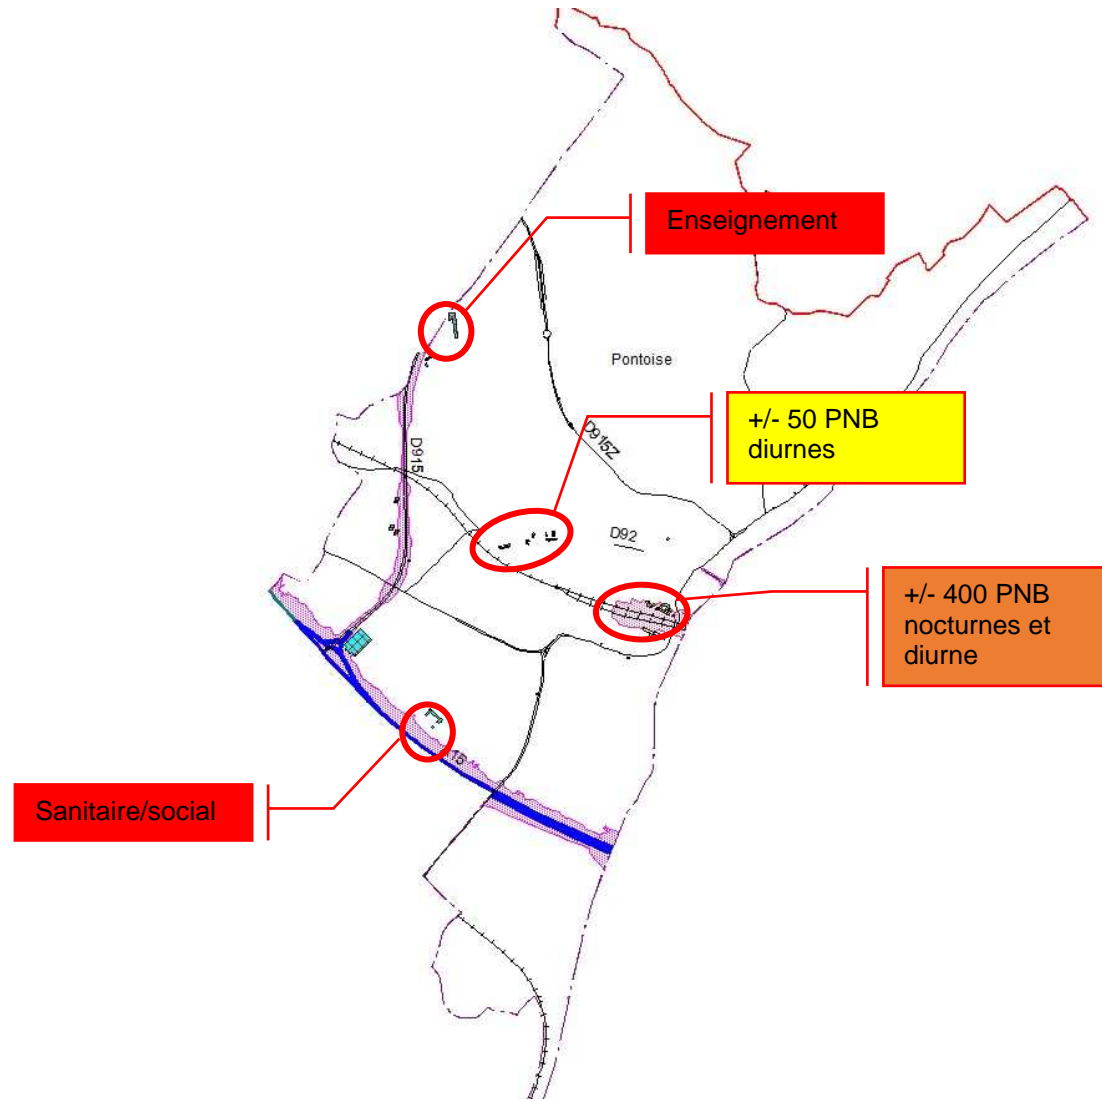 Enseignement
Pontoise
+/- 50 PNB
diurnes
D915Z
D915
D92
+/- 400 PNB
nocturnes et
diurne
15
Sanitaire/social